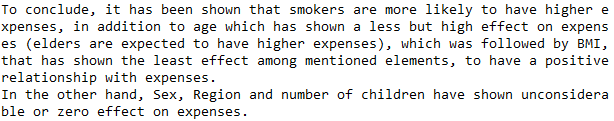 To conclude, it has been shown that smokers are more likely to have higher e
xpenses, in addition to age which has shown a less but high effect on expens
es (elders are expected to have higher expenses), which was followed by BMI,
that has shown the least effect among mentioned elements, to have a positive
relationship with expenses.
In the other hand, Sex, Region and number of children have shown unconsidera
ble or zero effect on expenses.